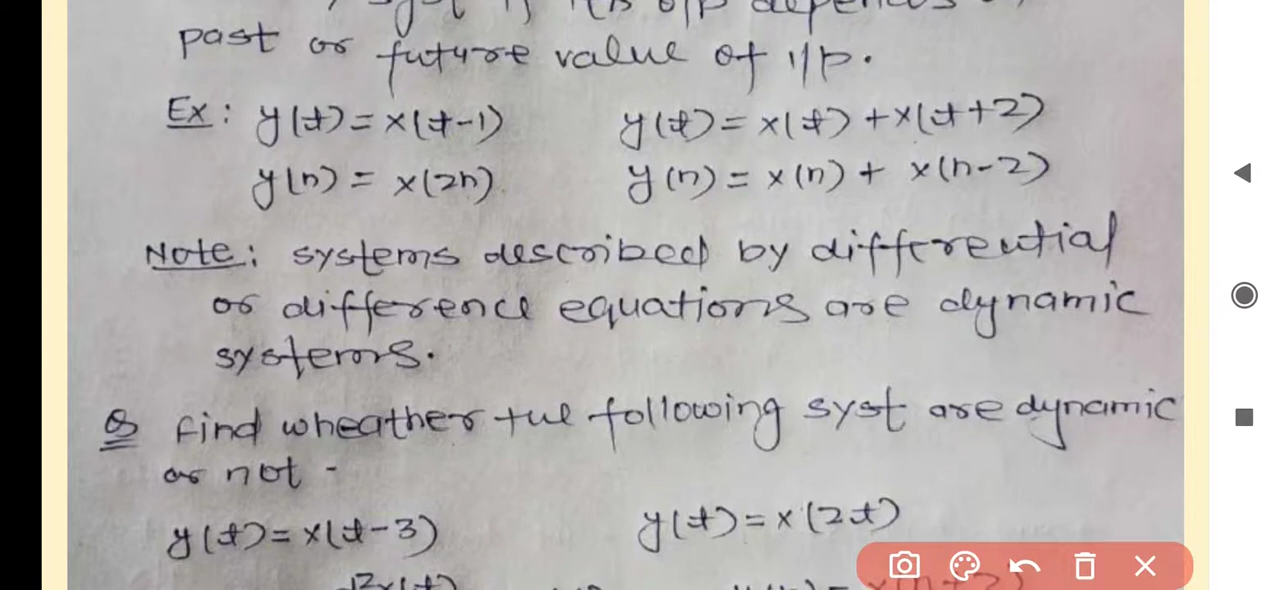 past or future value of i/p.
Ex: y(t) = x(t-1) y(t) = x(t) + x(t+2)
y(n) = x(2n) y(n) = x(n) + x(n-2)
Note: systems described by differential
or difference equations are dynamic
systems.
Q find wheather the following syst are dynamic
or not -
y(t) = x(t-3) y(t) = x(2t)